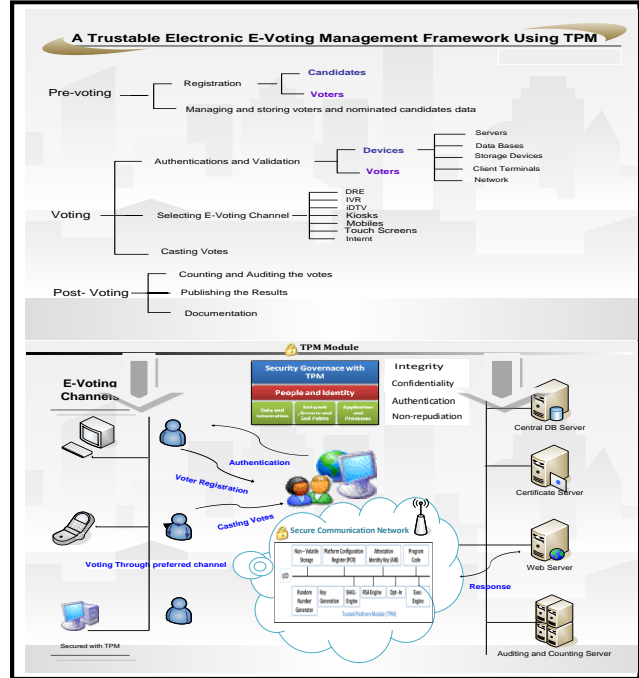 A Trustable Electronic E-Voting Management Framework Using TPM
Pre-voting
Registration
Candidates
Voters
Managing and storing voters and nominated candidates data
Voting
Authentications and Validation
Devices
Voters
Servers
Data Bases
Storage Devices
Client Terminals
Network
Selecting E-Voting Channel
DRE
IVR
iDTV
Kiosks
Mobiles
Touch Screens
Internt
Casting Votes
Post- Voting
Counting and Auditing the votes
Publishing the Results
Documentation
TPM Module
E-Voting
Channels
Security Governace with
TPM
People and Identity
Data and
Information
Network
,Servers and
End Points
Application
and
Processes
Integrity
Confidentiality
Authentication
Non-repudiation
Central DB Server
Authentication
Voter Registration
Casting Votes
Certificate Server
Secure Communication Network
Non – Volatile
Storage
Platform Configuration
Register (PCR)
Attestation
Identity Key (AIK)
Program
Code
I/O
Random
Number
Generator
Key
Generation
SHA1-
Engine
RSA Engine
Opt- In
Exec
Engine
Trusted Platform Module (TPM)
Voting Through preferred channel
Web Server
Response
Secured with TPM
Auditing and Counting Server